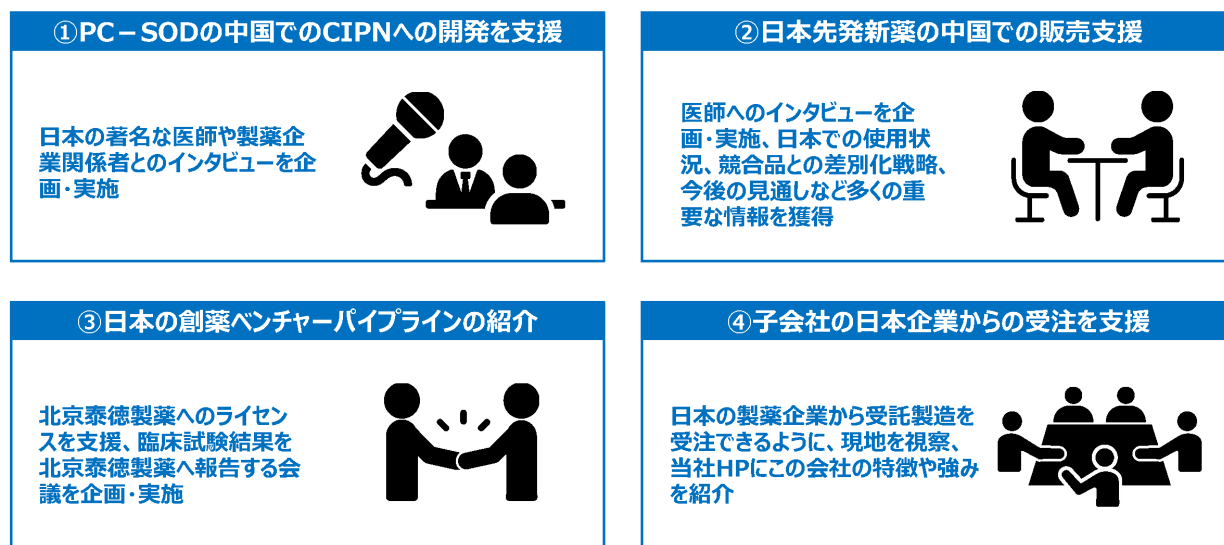 ①PC－SODの中国でのCIPNへの開発を支援
日本の著名な医師や製薬企
業関係者とのインタビューを企
画・実施
②日本先発新薬の中国での販売支援
医師へのインタビューを企
画・実施、日本での使用状
況、競合品との差別化戦略、
今後の見通しなど多くの重
要な情報を獲得
③日本の創薬ベンチャーパイプラインの紹介
北京泰徳製薬へのライセン
スを支援、臨床試験結果を
北京泰徳製薬へ報告する会
議を企画・実施
④子会社の日本企業からの受注を支援
日本の製薬企業から受託製造を
受注できるように、現地を視察、
当社HPにこの会社の特徴や強み
を紹介